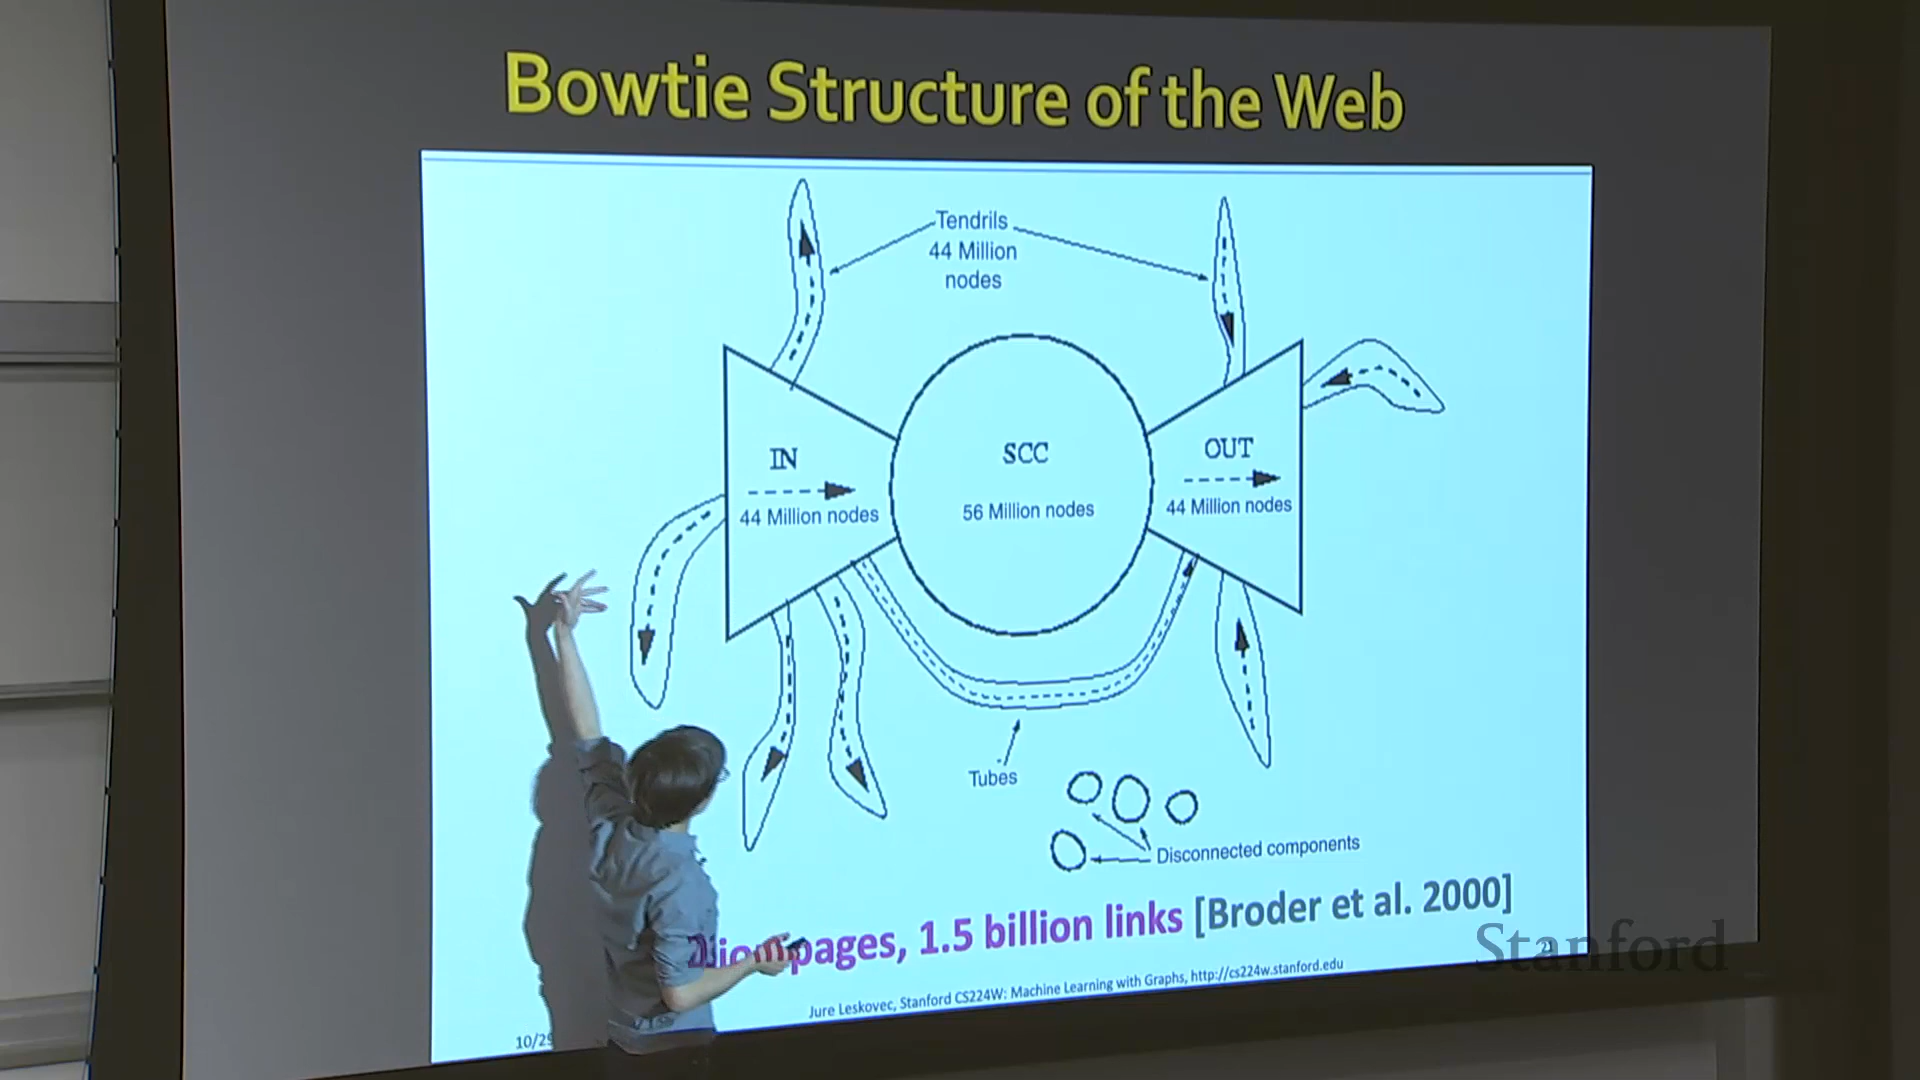 Bowtie Structure of the Web
Tendrils
44 Million
nodes
IN
44 Million nodes
SCC
56 Million nodes
OUT
44 Million nodes
Tubes
Disconnected components
pages, 1.5 billion links [Broder et al. 2000]
Stanford
21
Jure Leskovec, Stanford CS224W: Machine Learning with Graphs, http://cs224w.stanford.edu
10/29